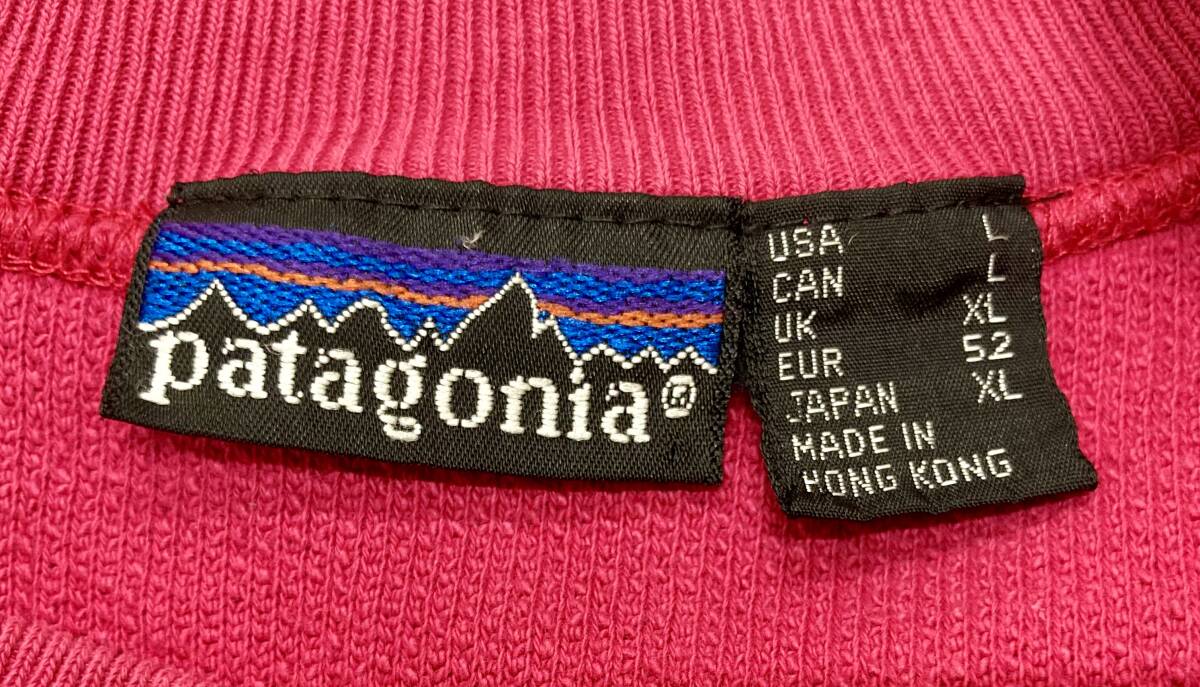 patagonia®
USA L
CAN L
UK XL
EUR 52
JAPAN XL
MADE IN
HONG KONG